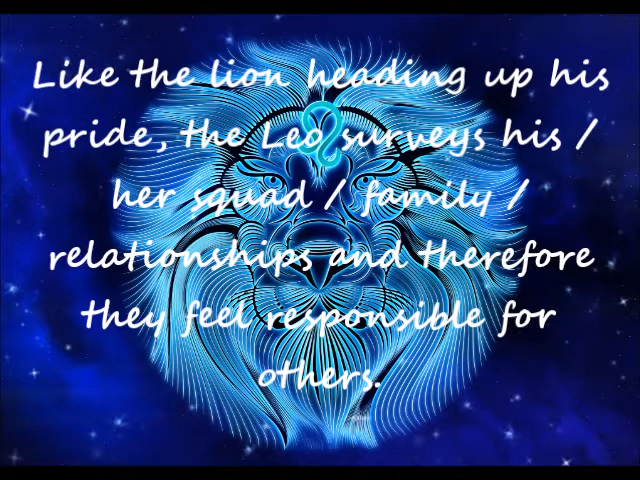 Like the lion heading up his
pride, the Leo surveys his /
her squad / family /
relationships and therefore
they feel responsible for
others.